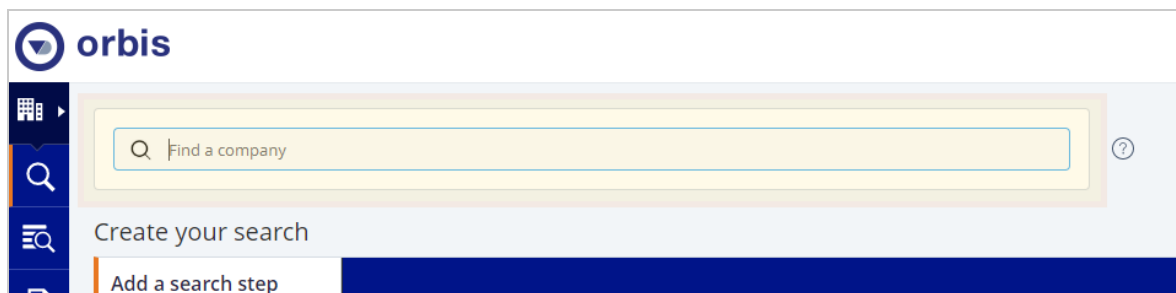 orbis
Find a company
Create your search
Add a search step